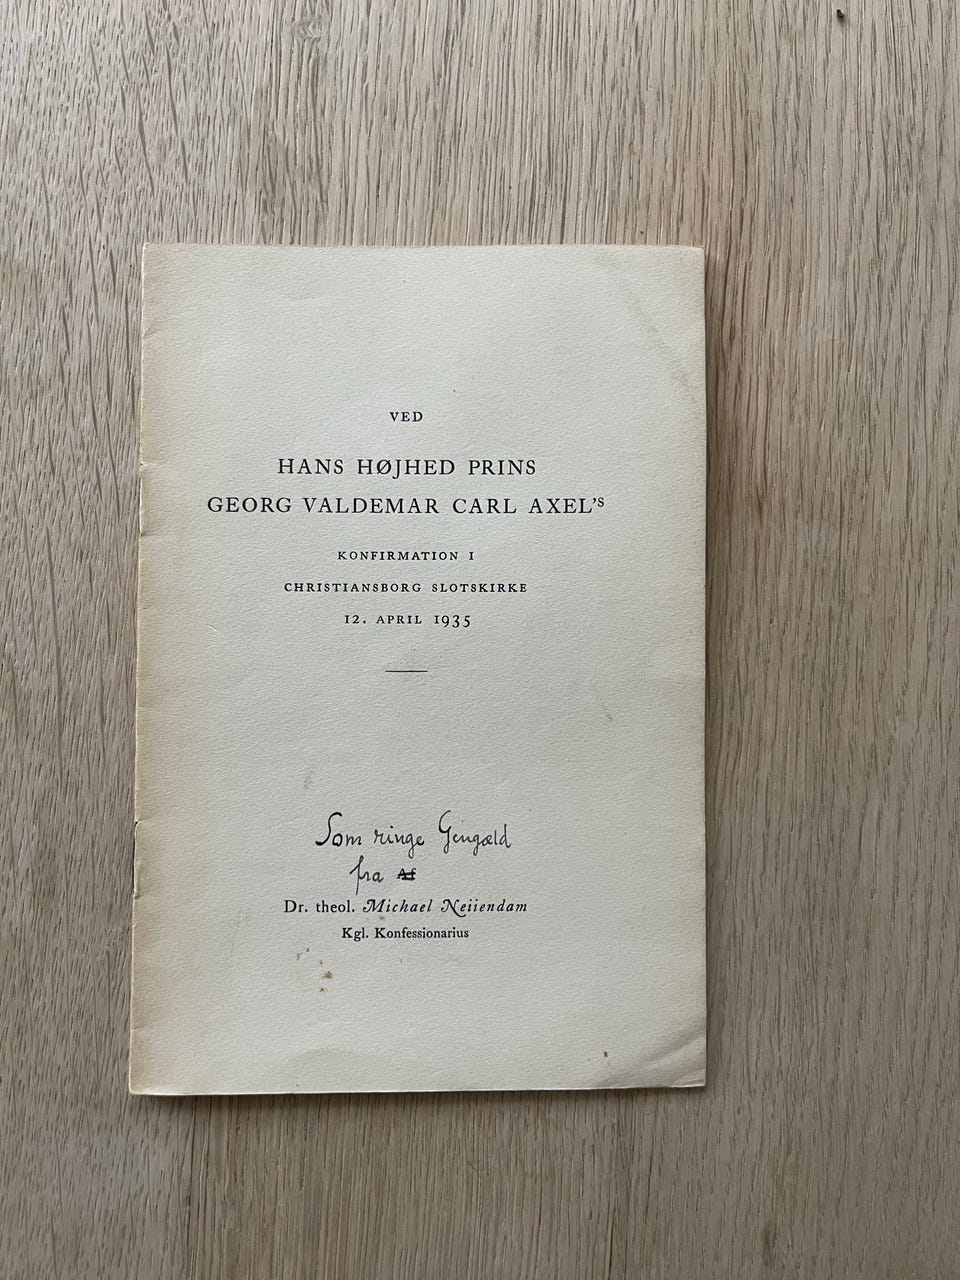 VED
HANS HØJHED PRINS
GEORG VALDEMAR CARL AXEL'S
KONFIRMATION I
CHRISTIANSBORG SLOTSKIRKE
12. APRIL 1935
Som ringe Gengæld
fra Af
Dr. theol. Michael Neiiendam
Kgl. Konfessionarius